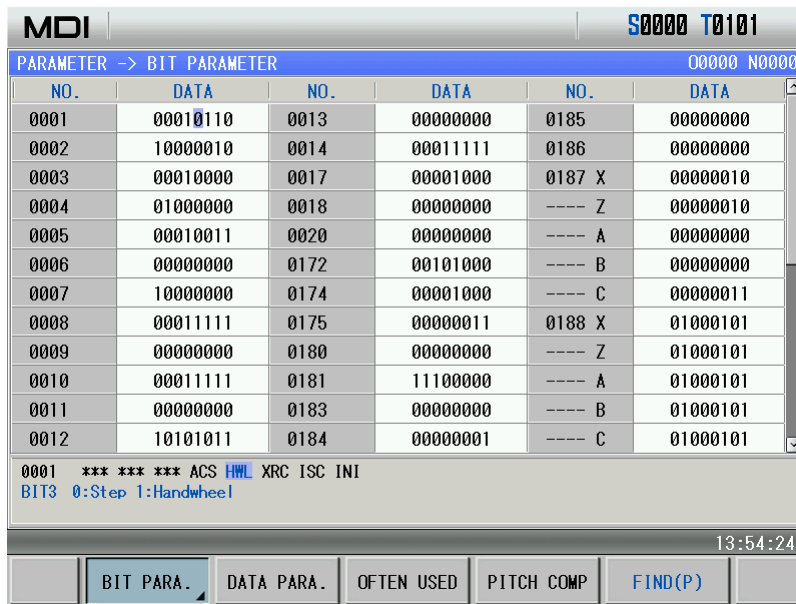 MDI S0000 T0101
PARAMETER -> BIT PARAMETER O0000 N0000
NO. DATA NO. DATA NO. DATA
0001 00010110 0013 00000000 0185 00000000
0002 10000010 0014 00011111 0186 00000000
0003 00010000 0017 00001000 0187 X 00000010
0004 01000000 0018 00000000 ---- Z 00000010
0005 00010011 0020 00000000 ---- A 00000000
0006 00000000 0172 00101000 ---- B 00000000
0007 10000000 0174 00001000 ---- C 00000011
0008 00011111 0175 00000011 0188 X 01000101
0009 00000000 0180 00000000 ---- Z 01000101
0010 00011111 0181 11100000 ---- A 01000101
0011 00000000 0183 00000000 ---- B 01000101
0012 10101011 0184 00000001 ---- C 01000101
0001 *** *** *** ACS HWL XRC ISC INI
BIT3 0:Step 1:Handwheel
13:54:24
BIT PARA. DATA PARA. OFTEN USED PITCH COMP FIND(P)